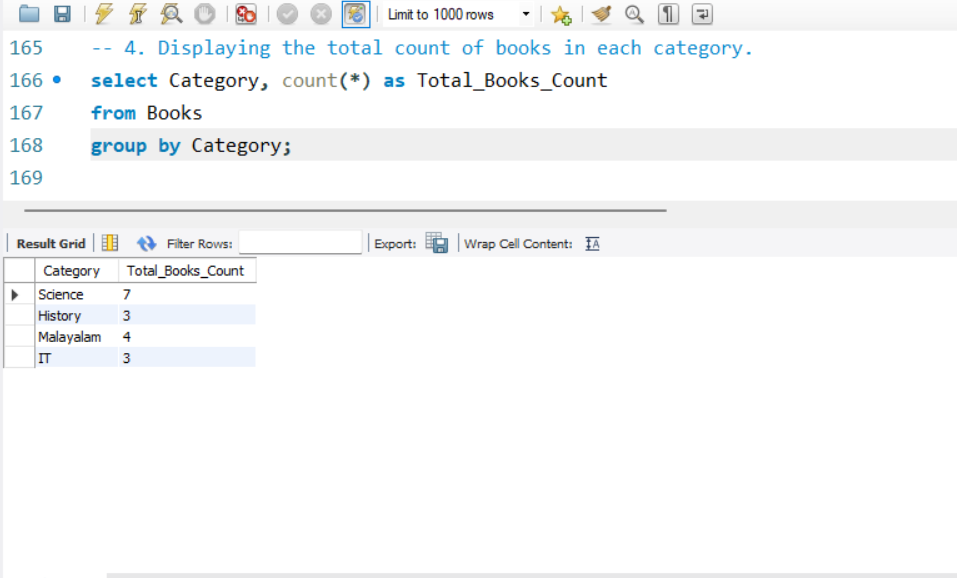 Limit to 1000 rows
165 -- 4. Displaying the total count of books in each category.
166 select Category, count(*) as Total_Books_Count
167 from Books
168 group by Category;
169
Result Grid Filter Rows: Export: Wrap Cell Content: IA
Category Total_Books_Count
Science 7
History 3
Malayalam 4
IT 3